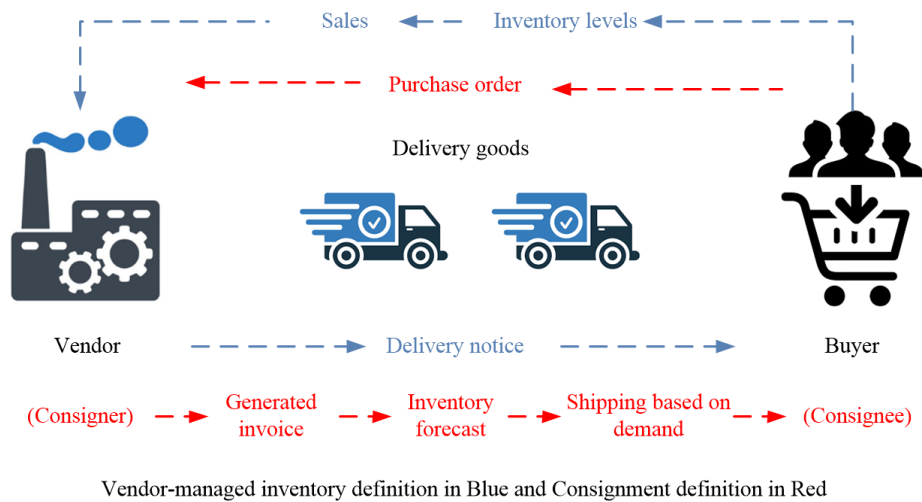 Sales
Inventory levels
Purchase order
Delivery goods
Vendor
Delivery notice
Buyer
(Consigner)
Generated
invoice
Inventory
forecast
Shipping based on
demand
(Consignee)
Vendor-managed inventory definition in Blue and Consignment definition in Red